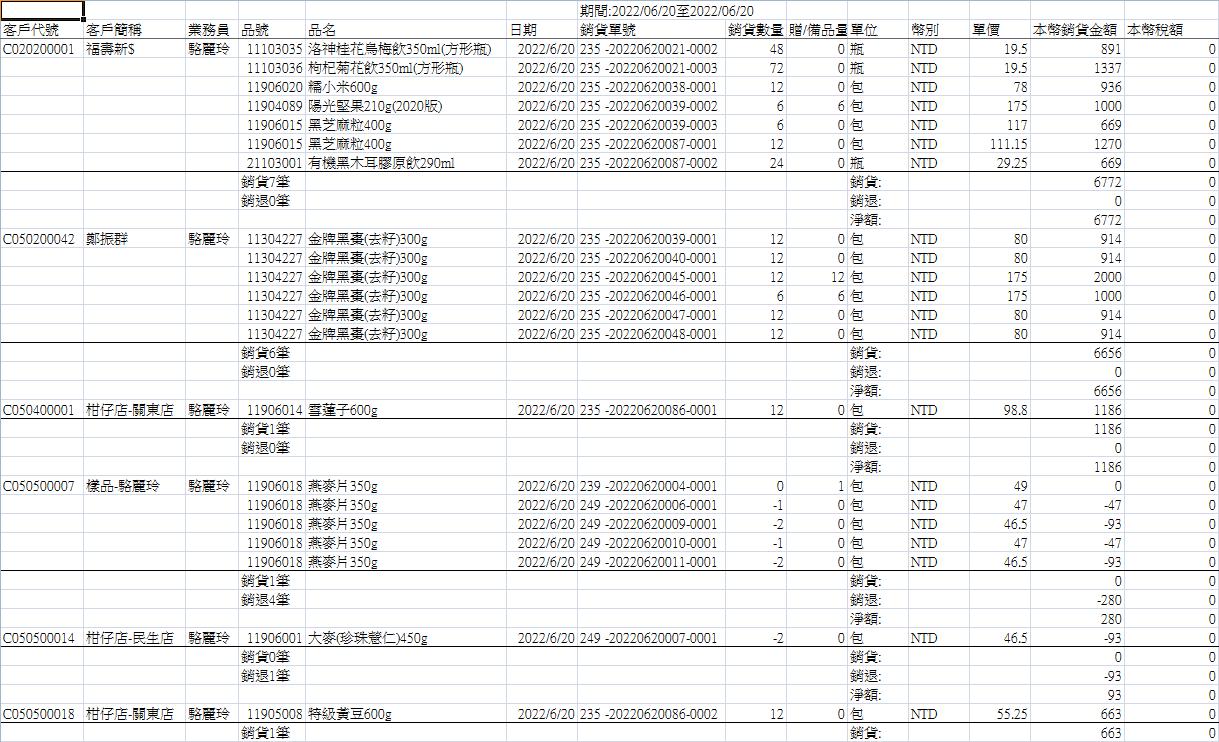 期間:2022/06/20至2022/06/20
客戶代號 客戶簡稱 業務員 品號 品名 日期 銷貨單號 銷貨數量 贈/備品量 單位 幣別 單價 本幣銷貨金額 本幣稅額
C020200001 福壽新$ 駱麗玲 11103035 洛神桂花烏梅飲350ml(方形瓶) 2022/6/20 235 -20220620021-0002 48 0 瓶 NTD 19.5 891 0
11103036 枸杞菊花飲350ml(方形瓶) 2022/6/20 235 -20220620021-0003 72 0 瓶 NTD 19.5 1337 0
11906020 糯小米600g 2022/6/20 235 -20220620038-0001 12 0 包 NTD 78 936 0
11904089 陽光堅果210g(2020版) 2022/6/20 235 -20220620039-0002 6 6 包 NTD 175 1000 0
11906015 黑芝麻粒400g 2022/6/20 235 -20220620039-0003 6 0 包 NTD 117 669 0
11906015 黑芝麻粒400g 2022/6/20 235 -20220620087-0001 12 0 包 NTD 111.15 1270 0
21103001 有機黑木耳膠原飲290ml 2022/6/20 235 -20220620087-0002 24 0 瓶 NTD 29.25 669 0
銷貨7筆 銷貨: 6772 0
銷退0筆 銷退: 0 0
淨額: 6772 0
C050200042 鄭振群 駱麗玲 11304227 金牌黑棗(去籽)300g 2022/6/20 235 -20220620039-0001 12 0 包 NTD 80 914 0
11304227 金牌黑棗(去籽)300g 2022/6/20 235 -20220620040-0001 12 0 包 NTD 80 914 0
11304227 金牌黑棗(去籽)300g 2022/6/20 235 -20220620045-0001 12 12 包 NTD 175 2000 0
11304227 金牌黑棗(去籽)300g 2022/6/20 235 -20220620046-0001 6 6 包 NTD 175 1000 0
11304227 金牌黑棗(去籽)300g 2022/6/20 235 -20220620047-0001 12 0 包 NTD 80 914 0
11304227 金牌黑棗(去籽)300g 2022/6/20 235 -20220620048-0001 12 0 包 NTD 80 914 0
銷貨6筆 銷貨: 6656 0
銷退0筆 銷退: 0 0
淨額: 6656 0
C050400001 柑仔店-關東店 駱麗玲 11906014 雪蓮子600g 2022/6/20 235 -20220620086-0001 12 0 包 NTD 98.8 1186 0
銷貨1筆 銷貨: 1186 0
銷退0筆 銷退: 0 0
淨額: 1186 0
C050500007 樣品-駱麗玲 駱麗玲 11906018 燕麥片350g 2022/6/20 239 -20220620004-0001 0 1 包 NTD 49 0 0
11906018 燕麥片350g 2022/6/20 249 -20220620006-0001 -1 0 包 NTD 47 -47 0
11906018 燕麥片350g 2022/6/20 249 -20220620009-0001 -2 0 包 NTD 46.5 -93 0
11906018 燕麥片350g 2022/6/20 249 -20220620010-0001 -1 0 包 NTD 47 -47 0
11906018 燕麥片350g 2022/6/20 249 -20220620011-0001 -2 0 包 NTD 46.5 -93 0
銷貨1筆 銷貨: 0 0
銷退4筆 銷退: -280 0
淨額: 280 0
C050500014 柑仔店-民生店 駱麗玲 11906001 大麥(珍珠薏仁)450g 2022/6/20 249 -20220620007-0001 -2 0 包 NTD 46.5 -93 0
銷貨0筆 銷貨: 0 0
銷退1筆 銷退: -93 0
淨額: 93 0
C050500018 柑仔店-關東店 駱麗玲 11905008 特級黃豆600g 2022/6/20 235 -20220620086-0002 12 0 包 NTD 55.25 663 0
銷貨1筆 銷貨: 663 0